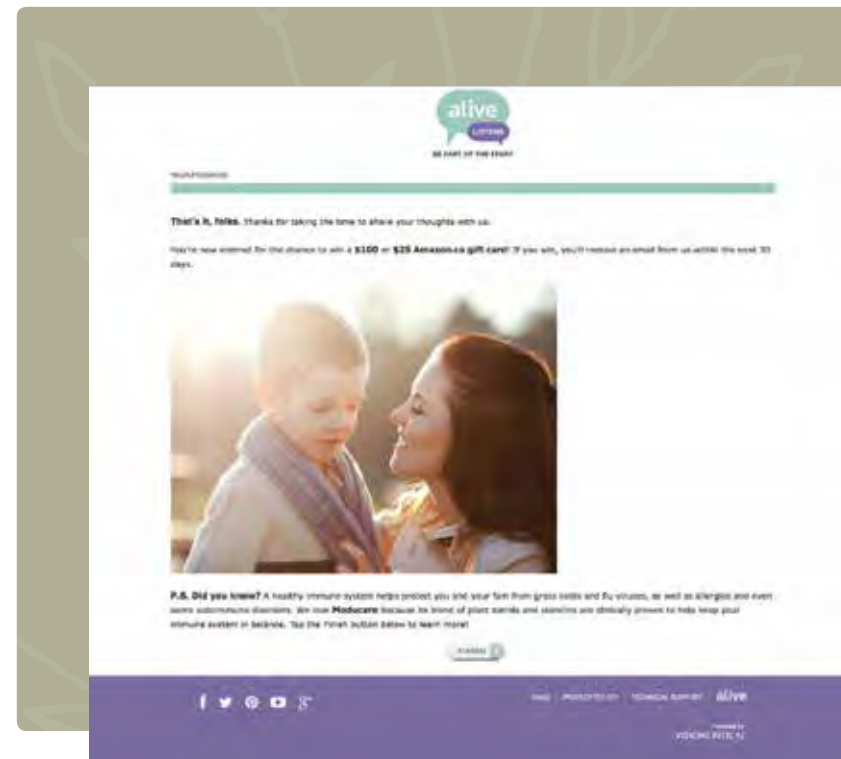 alive
LISTENS
BE PART OF THE STORY
That's it, folks. Thanks for taking the time to share your thoughts with us.
You're now entered for the chance to win a $100 or $25 Amazon.ca gift card! If you win, you'll receive an email from us within the next 30
days.
P.S. Did you know? A healthy immune system helps protect you and your fam from gross colds and flu viruses, as well as allergies and even
some autoimmune disorders. We love Moducare because its blend of plant sterols and sterolins are clinically proven to help keep your
immune system in balance. Tap the Finish button below to learn more!
FINISH
TECHNICAL SUPPORT alive